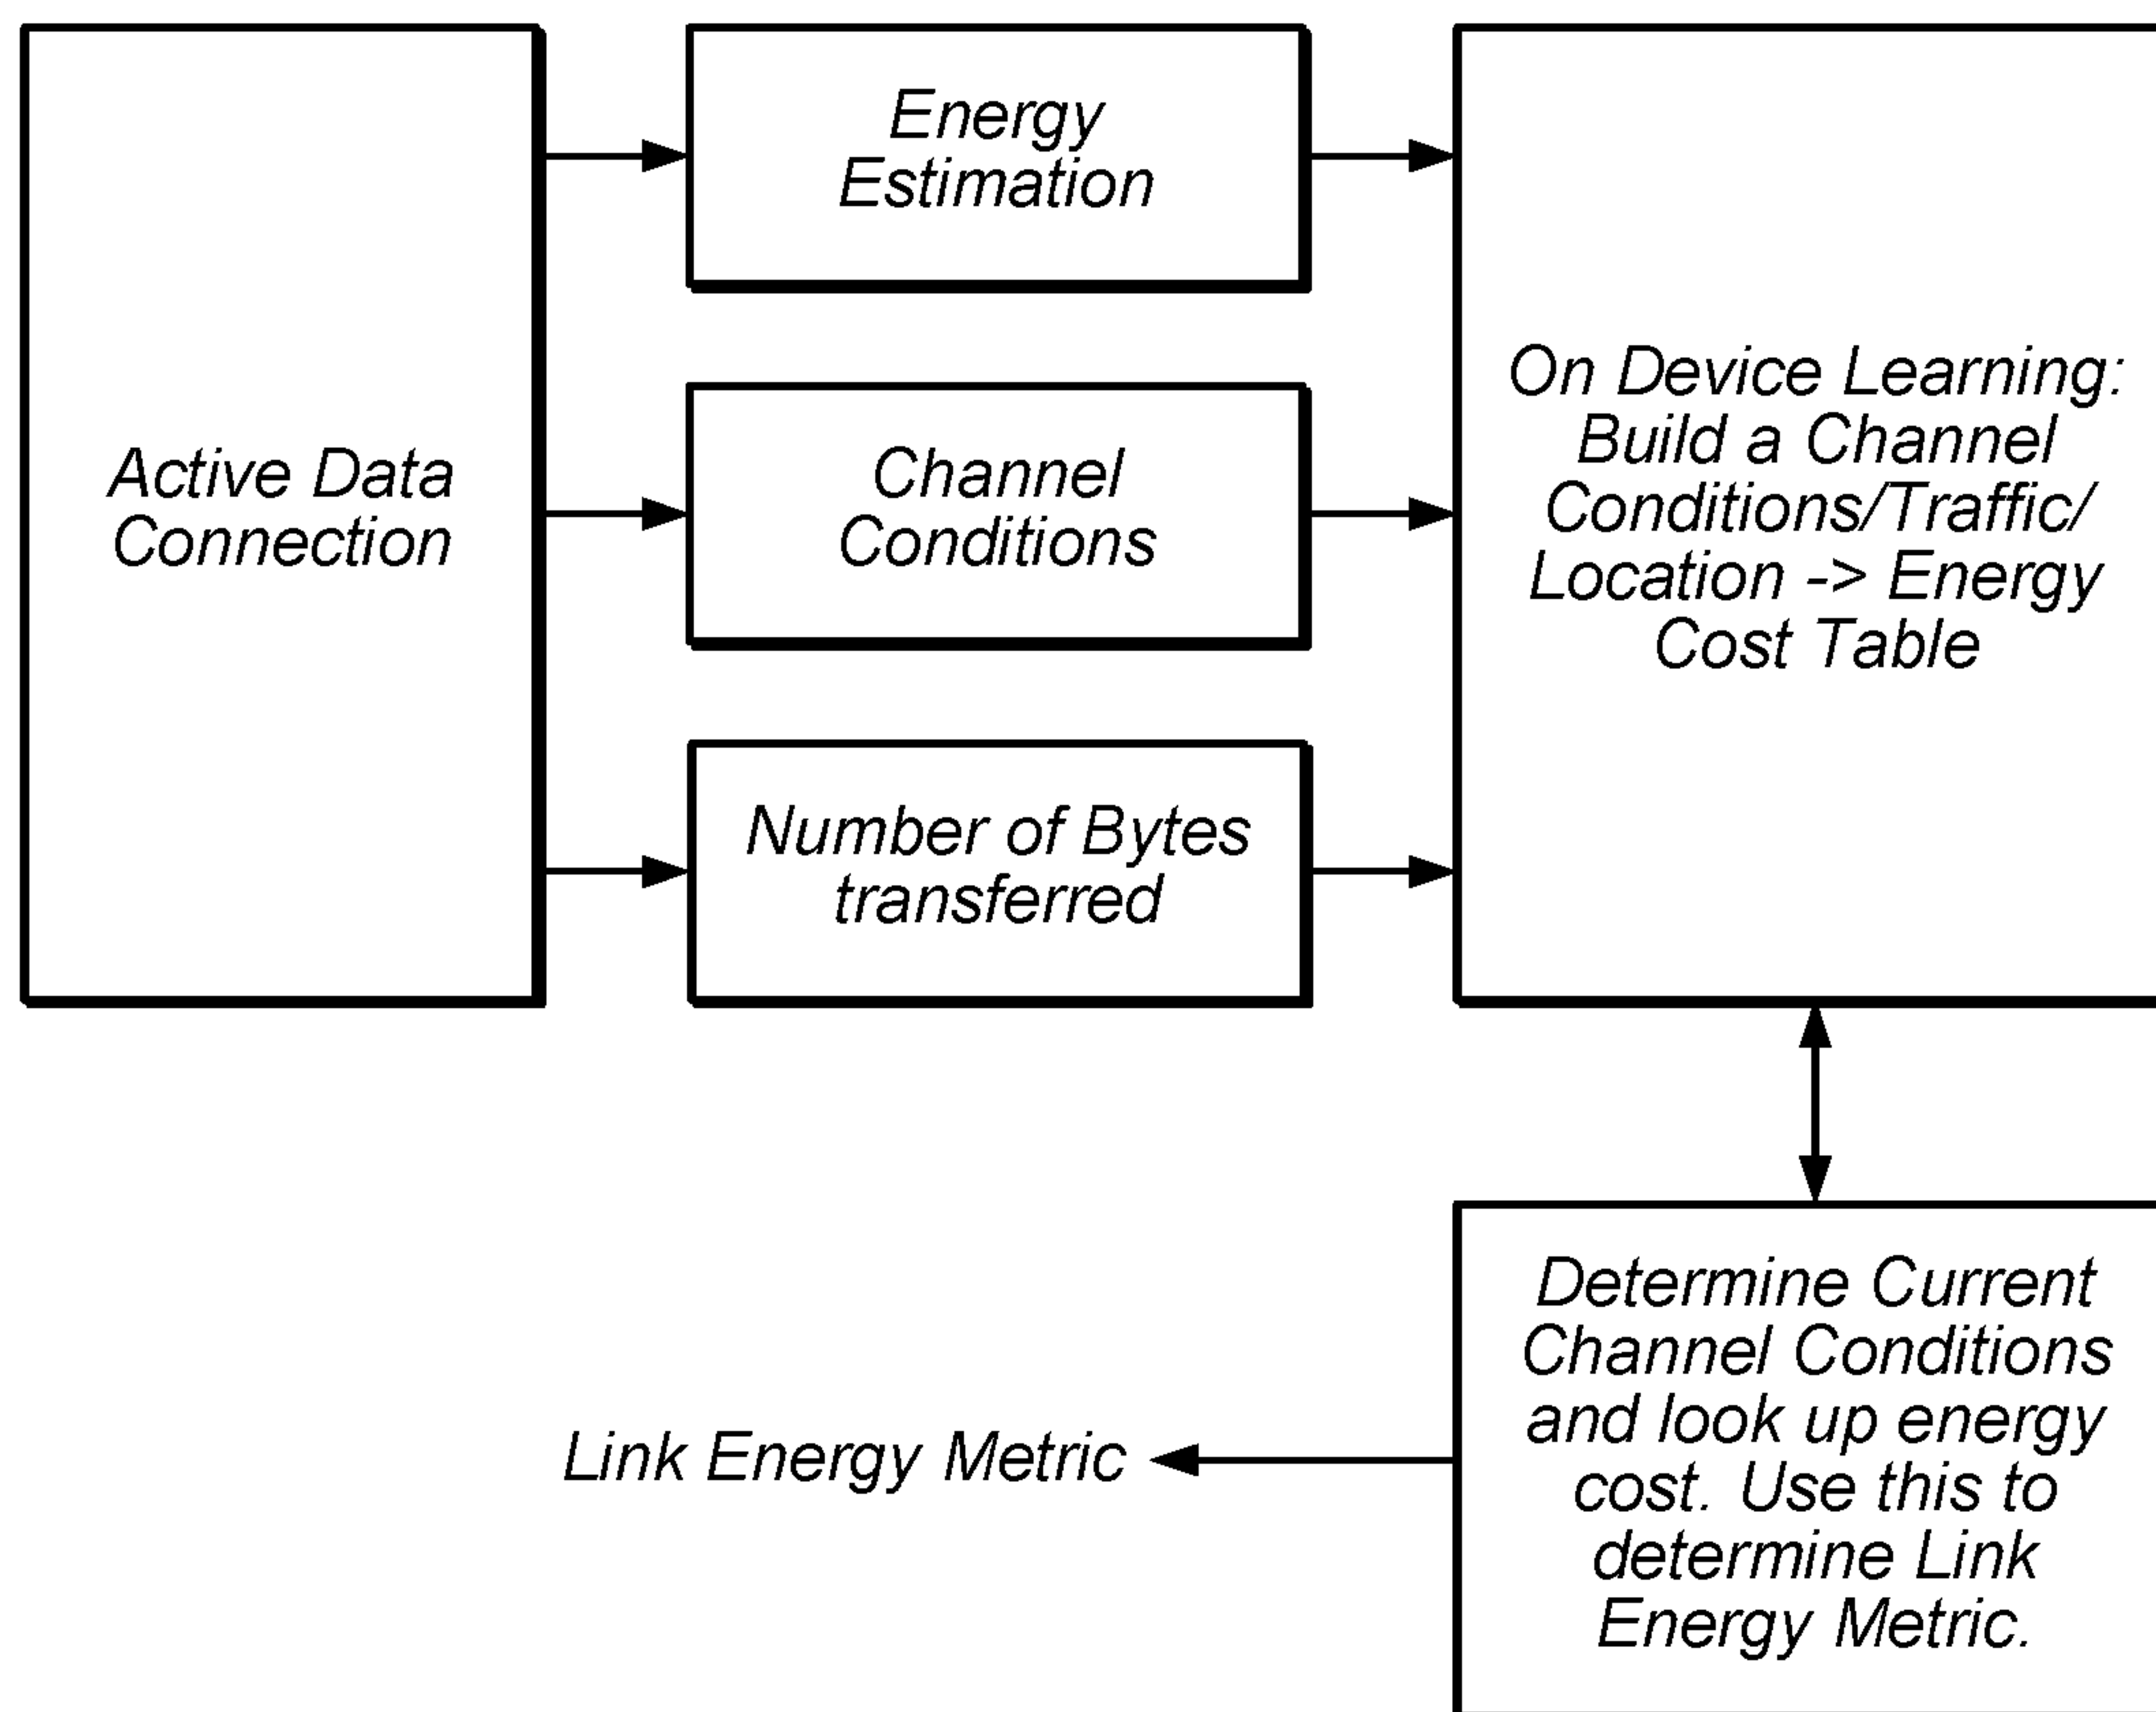 Energy
Estimation
Active Data
Connection
Channel
Conditions
Number of Bytes
transferred
On Device Learning:
Build a Channel
Conditions/Traffic/
Location -> Energy
Cost Table
Determine Current
Channel Conditions
and look up energy
cost. Use this to
determine Link
Energy Metric.
Link Energy Metric